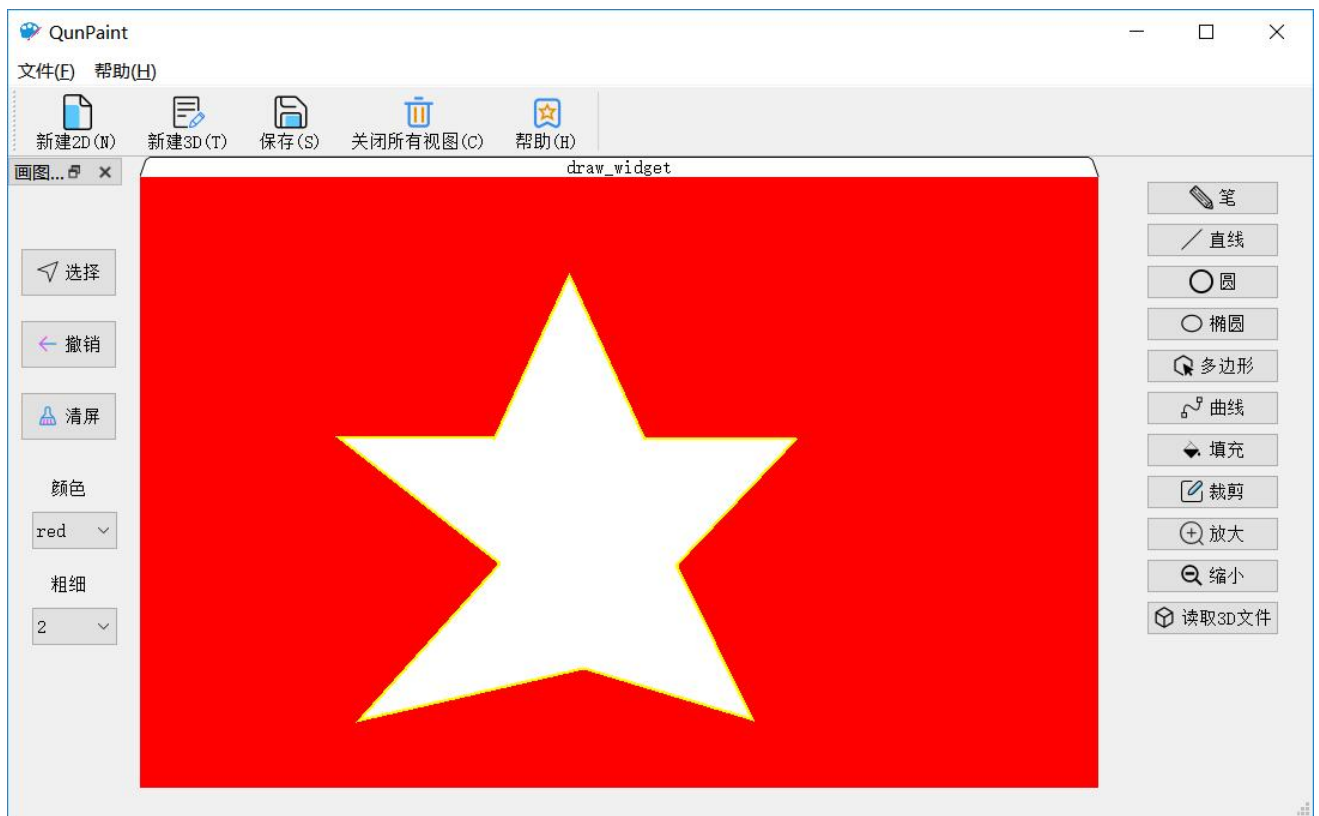 QunPaint
文件(F) 帮助(H)
新建2D(N) 新建3D(T) 保存(S) 关闭所有视图(C) 帮助(H)
画图...
draw_widget
选择
撤销
清屏
颜色
red
粗细
2
笔
直线
圆
椭圆
多边形
曲线
填充
裁剪
放大
缩小
读取3D文件